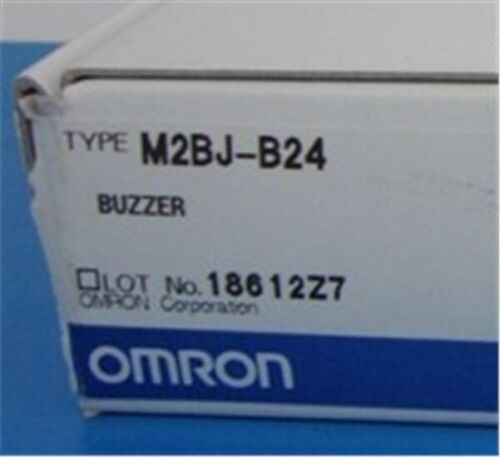 TYPE M2BJ-B24
BUZZER
LOT No. 18612Z7
OMRON Corporation
OMRON